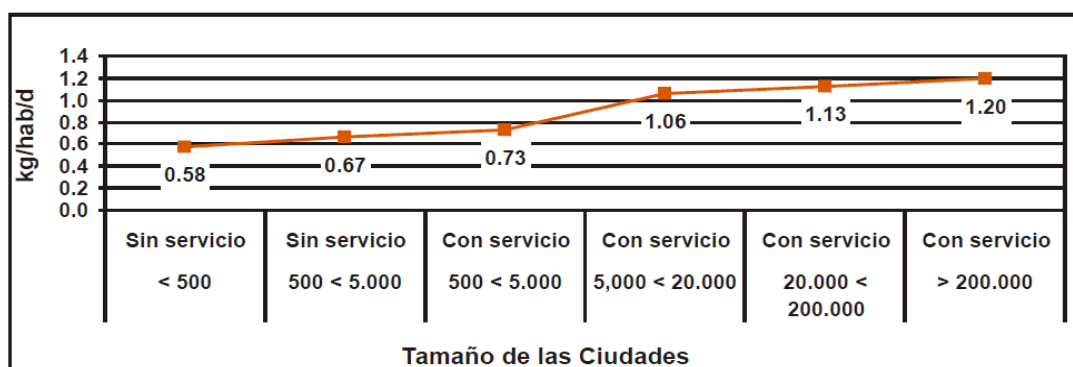 kg/hab/d
1.4
1.2
1.0
0.8
0.6
0.4
0.2
0.0
0.58
0.67
0.73
1.06
1.13
1.20
Sin servicio
< 500
Sin servicio
500 < 5.000
Con servicio
500 < 5.000
Con servicio
5,000 < 20.000
Con servicio
20.000 <
200.000
Con servicio
> 200.000
Tamaño de las Ciudades